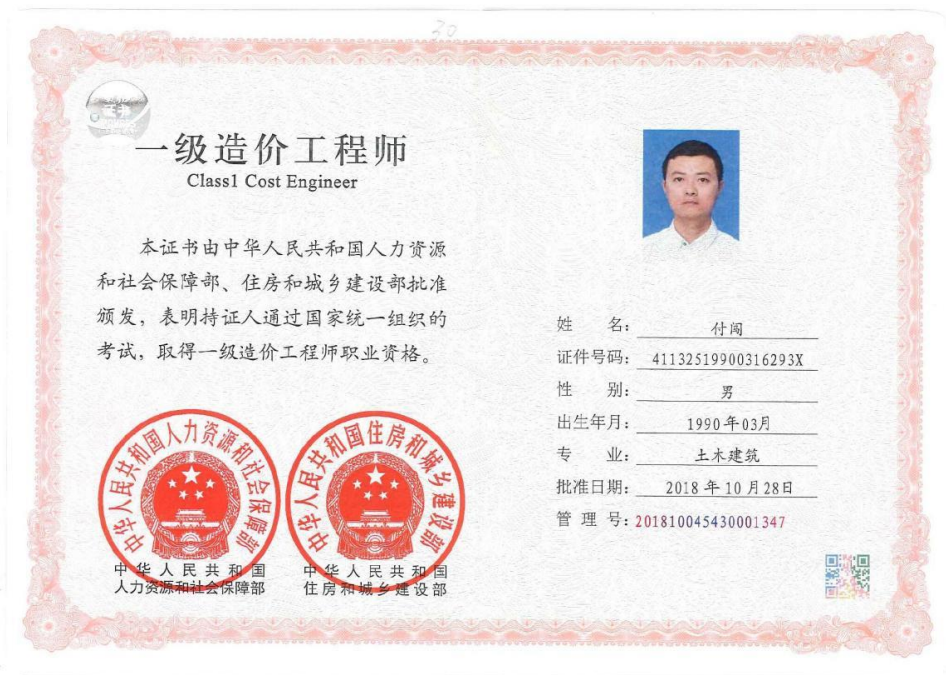 30
一级造价工程师
Class1 Cost Engineer
本证书由中华人民共和国人力资源
和社会保障部、住房和城乡建设部批准
颁发，表明持证人通过国家统一组织的
考试，取得一级造价工程师职业资格。
中华人民共和国人力资源和社会保障部
中华人民共和国住房和城乡建设部
中华人民共和国
人力资源和社会保障部
中华人民共和国
住房和城乡建设部
姓 名： 付闯
证件号码： 41132519900316293X
性 别： 男
出生年月： 1990年03月
专 业： 土木建筑
批准日期： 2018年10月28日
管 理 号：201810045430001347